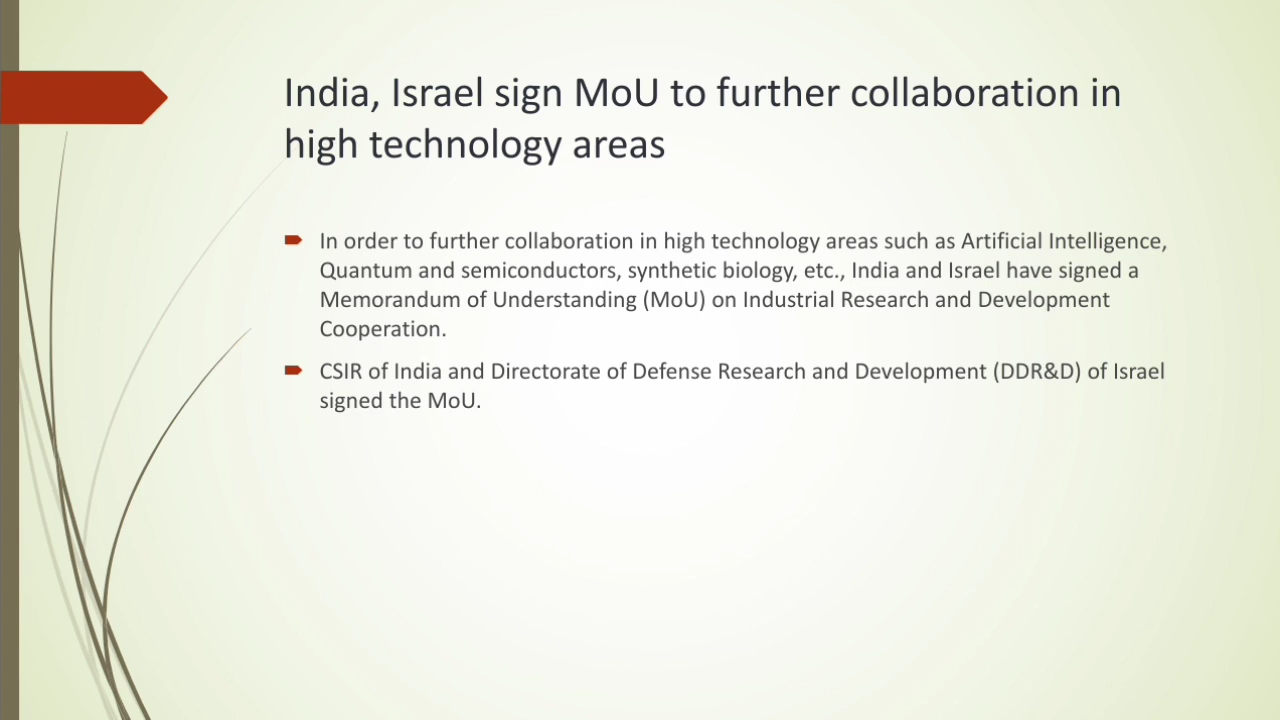 India, Israel sign MoU to further collaboration in
high technology areas
In order to further collaboration in high technology areas such as Artificial Intelligence,
Quantum and semiconductors, synthetic biology, etc., India and Israel have signed a
Memorandum of Understanding (MoU) on Industrial Research and Development
Cooperation.
CSIR of India and Directorate of Defense Research and Development (DDR&D) of Israel
signed the MoU.